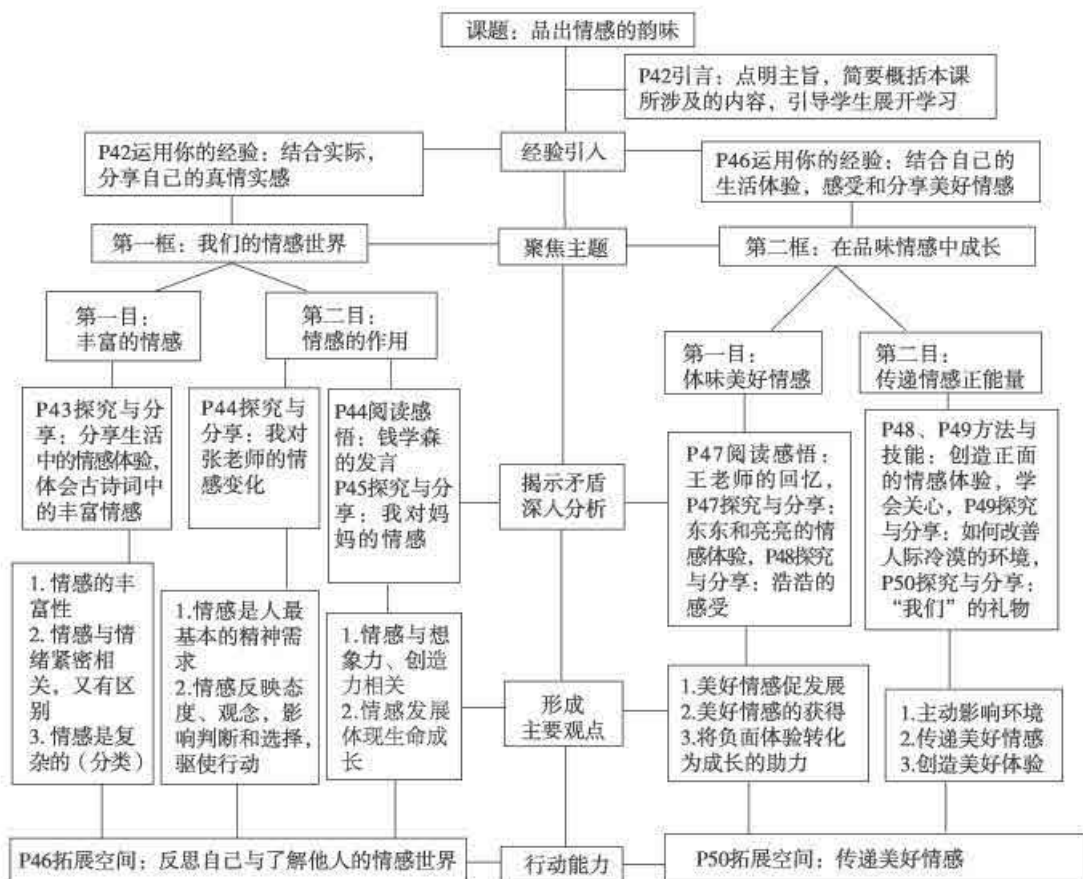 课题：品出情感的韵味
P42引言：点明主旨，简要概括本课
所涉及的内容，引导学生展开学习
P42运用你的经验：结合实际，
分享自己的真情实感
经验引入
P46运用你的经验：结合自己的
生活体验，感受和分享美好情感
第一框：我们的情感世界
聚焦主题
第二框：在品味情感中成长
第一目：
丰富的情感
第二目：
情感的作用
第一目：
体味美好情感
第二目：
传递情感正能量
P43探究与分
享：分享生活
中的情感体验，
体会古诗词中
的丰富情感
P44探究与
分享：我对
张老师的情
感变化
P44阅读感
悟：钱学森
的发言
P45探究与分
享：我对妈
妈的情感
揭示矛盾
深入分析
P47阅读感悟：
王老师的回忆，
P47探究与分享：
东东和亮亮的情
感体验，P48探究
与分享：浩浩的
感受
P48、P49方法与
技能：创造正面
的情感体验，学
会关心，P49探究
与分享：如何改善
人际冷漠的环境，
P50探究与分享：
“我们”的礼物
1. 情感的丰
富性
2. 情感与情
绪紧密相
关，又有区
别
3. 情感是复
杂的（分类）
1.情感是人最
基本的精神需
求
2.情感反映态
度、观念，影
响判断和选择，
驱使行动
1.情感与想
象力、创造
力相关
2.情感发展
体现生命成
长
形成
主要观点
1.美好情感促发展
2.美好情感的获得
3.将负面体验转化
为成长的助力
1.主动影响环境
2.传递美好情感
3.创造美好体验
P46拓展空间：反思自己与了解他人的情感世界
行动能力
P50拓展空间：传递美好情感